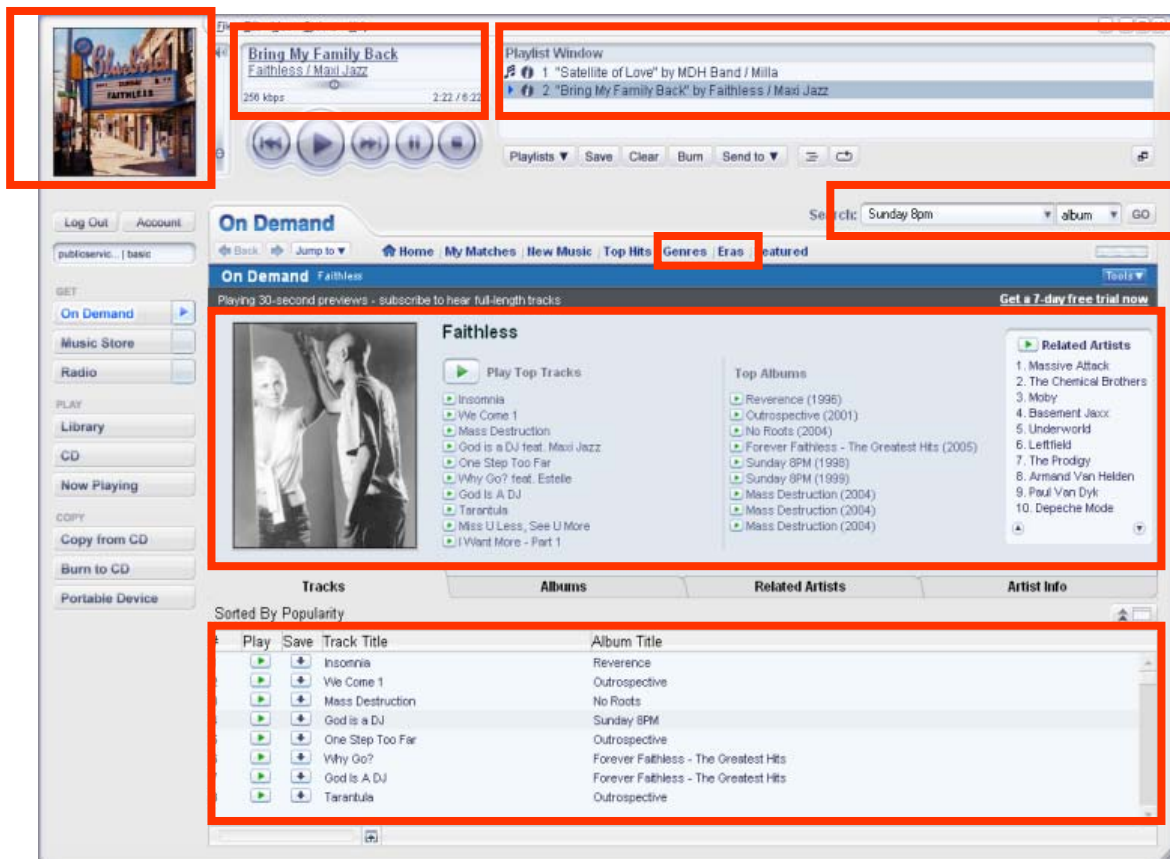 Bluebird
SUNDAY 8
FAITHLESS
Bring My Family Back
Faithless / Maxi Jazz
256 kbps
2:22 / 6:22
Playlist Window
1 "Satellite of Love" by MDH Band / Milla
2 "Bring My Family Back" by Faithless / Maxi Jazz
Playlists ▼ Save Clear Burn Send to ▼
Log Out Account
publicservic... | basic
On Demand
Search: Sunday 8pm album GO
Back Jump to ▼ Home My Matches New Music Top Hits Genres Eras eatured
On Demand Faithless Tools ▼
Playing 30-second previews - subscribe to hear full-length tracks Get a 7-day free trial now
GET
On Demand
Music Store
Radio
PLAY
Library
CD
Now Playing
COPY
Copy from CD
Burn to CD
Portable Device
Faithless
Play Top Tracks
Insomnia
We Come 1
Mass Destruction
God is a DJ feat. Maxi Jazz
One Step Too Far
Why Go? feat. Estelle
God Is A DJ
Tarantula
Miss U Less, See U More
I Want More - Part 1
Top Albums
Reverence (1996)
Outrospective (2001)
No Roots (2004)
Forever Faithless - The Greatest Hits (2005)
Sunday 8PM (1998)
Sunday 8PM (1999)
Mass Destruction (2004)
Mass Destruction (2004)
Mass Destruction (2004)
Related Artists
1. Massive Attack
2. The Chemical Brothers
3. Moby
4. Basement Jaxx
5. Underworld
6. Leftfield
7. The Prodigy
8. Armand Van Helden
9. Paul Van Dyk
10. Depeche Mode
Tracks Albums Related Artists Artist Info
Sorted By Popularity
Play Save Track Title Album Title
Insomnia Reverence
We Come 1 Outrospective
Mass Destruction No Roots
God is a DJ Sunday 8PM
One Step Too Far Outrospective
Why Go? Forever Faithless - The Greatest Hits
God Is A DJ Forever Faithless - The Greatest Hits
Tarantula Outrospective